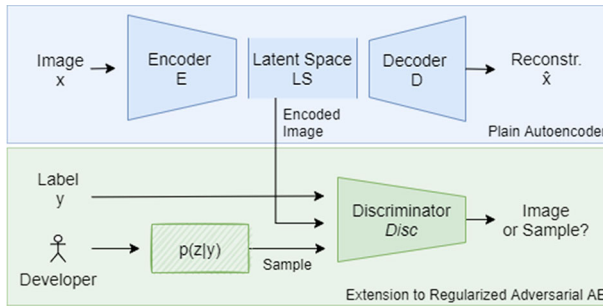 Image
x
Encoder
E
Latent Space
LS
Decoder
D
Reconstr.
x̂
Encoded
Image
Plain Autoencoder
Label
y
Developer
p(z|y)
Sample
Discriminator
Disc
Image
or Sample?
Extension to Regularized Adversarial AE